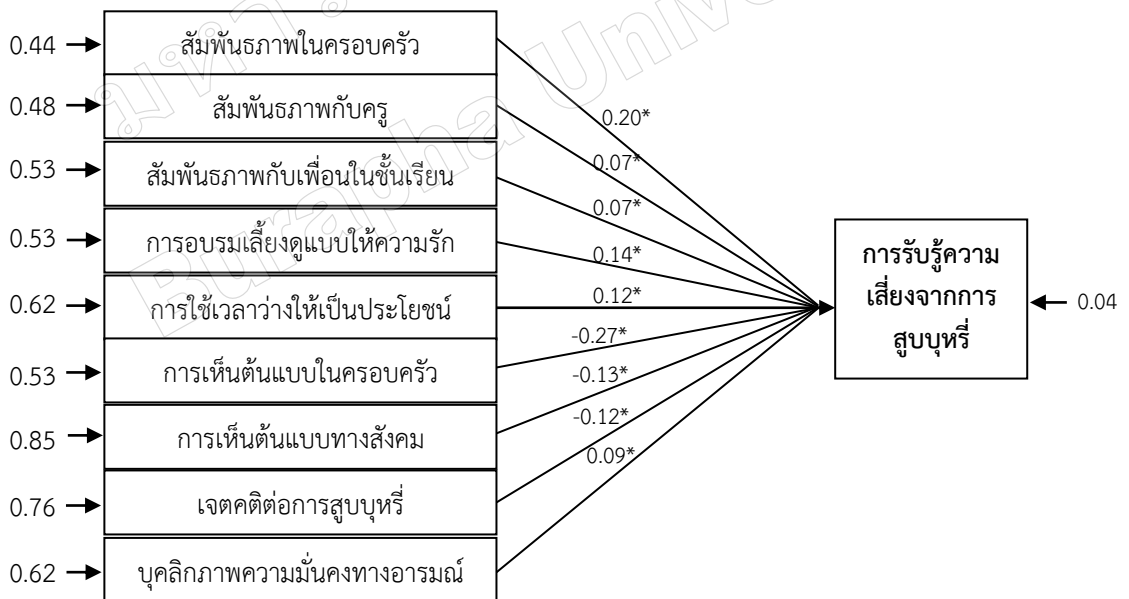 0.44
สัมพันธภาพในครอบครัว
0.48
สัมพันธภาพกับครู
0.20*
0.53
สัมพันธภาพกับเพื่อนในชั้นเรียน
0.07*
0.07*
0.53
การอบรมเลี้ยงดูแบบให้ความรัก
0.14*
0.62
การใช้เวลาว่างให้เป็นประโยชน์
0.12*
0.53
การเห็นต้นแบบในครอบครัว
-0.27*
0.85
การเห็นต้นแบบทางสังคม
-0.13*
-0.12*
0.76
เจตคติต่อการสูบบุหรี่
0.09*
0.62
บุคลิกภาพความมั่นคงทางอารมณ์
การรับรู้ความ
เสี่ยงจากการ
สูบบุหรี่
0.04
Burapha Univ